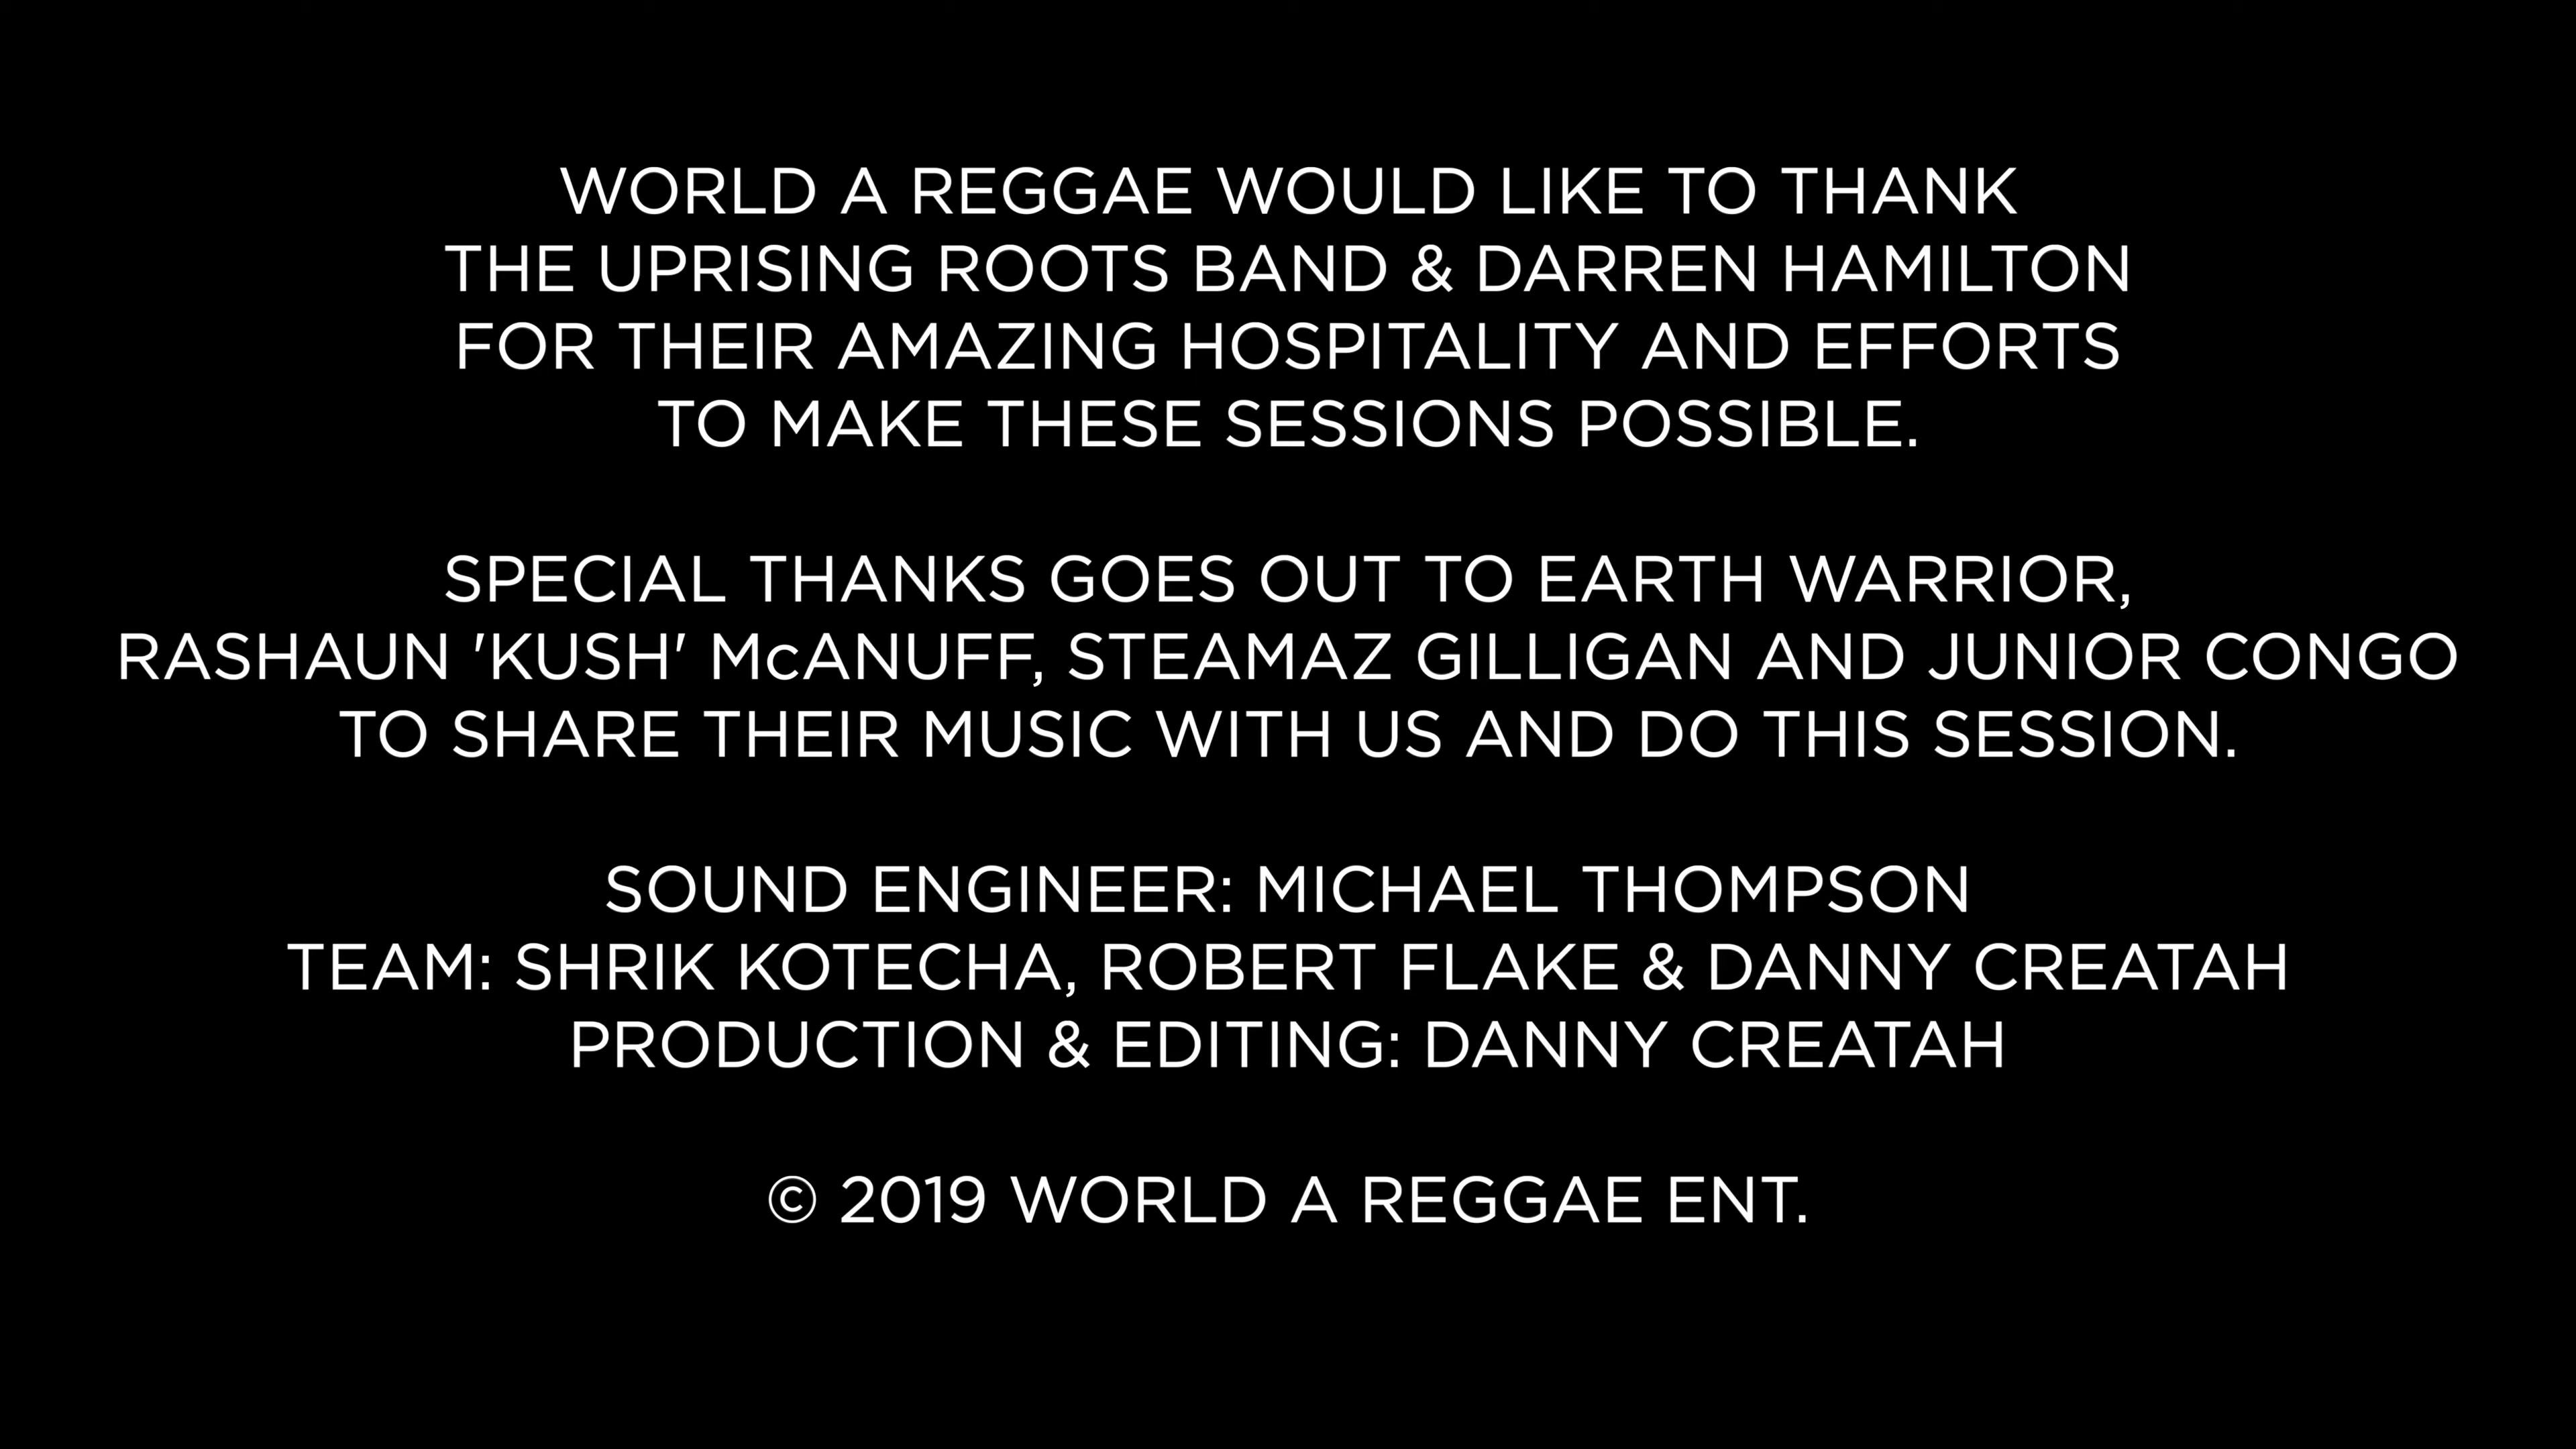 WORLD A REGGAE WOULD LIKE TO THANK
THE UPRISING ROOTS BAND & DARREN HAMILTON
FOR THEIR AMAZING HOSPITALITY AND EFFORTS
TO MAKE THESE SESSIONS POSSIBLE.
SPECIAL THANKS GOES OUT TO EARTH WARRIOR,
RASHAUN 'KUSH' McANUFF, STEAMAZ GILLIGAN AND JUNIOR CONGO
TO SHARE THEIR MUSIC WITH US AND DO THIS SESSION.
SOUND ENGINEER: MICHAEL THOMPSON
TEAM: SHRIK KOTECHA, ROBERT FLAKE & DANNY CREATAH
PRODUCTION & EDITING: DANNY CREATAH
© 2019 WORLD A REGGAE ENT.